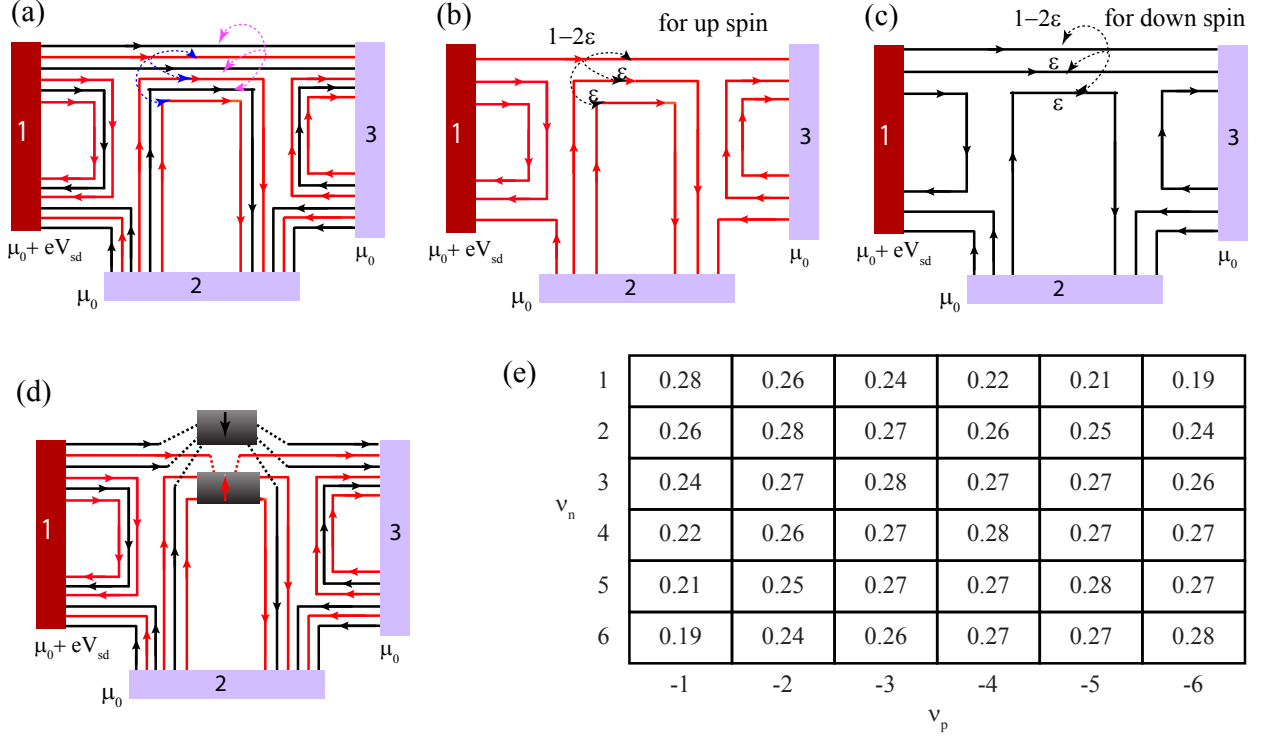 (a)
1
2
3
μ₀+ eVsd
μ₀
μ₀
(b)
for up spin
1−2ε
ε
ε
1
2
3
μ₀+ eVsd
μ₀
μ₀
(c)
for down spin
1−2ε
ε
ε
1
2
3
μ₀+ eVsd
μ₀
μ₀
(d)
1
2
3
μ₀+ eVsd
μ₀
μ₀
(e)
1 0.28 0.26 0.24 0.22 0.21 0.19
2 0.26 0.28 0.27 0.26 0.25 0.24
3 0.24 0.27 0.28 0.27 0.27 0.26
νn
4 0.22 0.26 0.27 0.28 0.27 0.27
5 0.21 0.25 0.27 0.27 0.28 0.27
6 0.19 0.24 0.26 0.27 0.27 0.28
-1 -2 -3 -4 -5 -6
νp